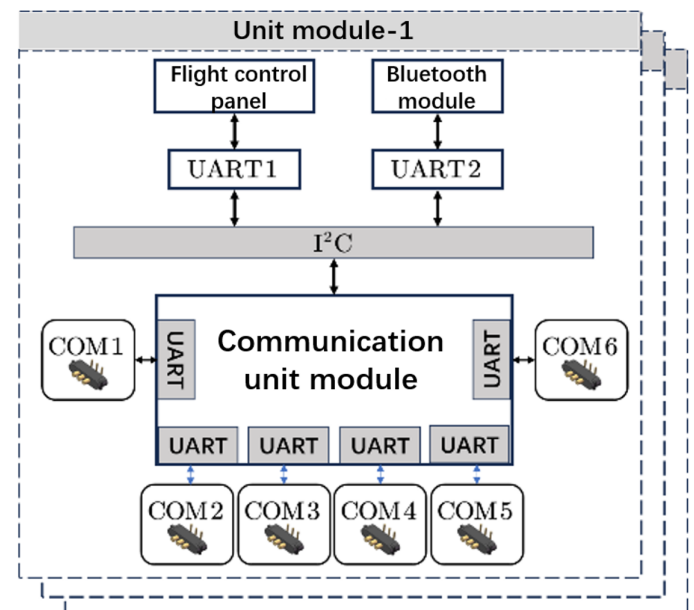 Unit module-1
Flight control
panel
Bluetooth
module
UART1
UART2
I²C
COM1
UART
Communication
unit module
UART
COM6
UART
UART
UART
UART
COM2
COM3
COM4
COM5